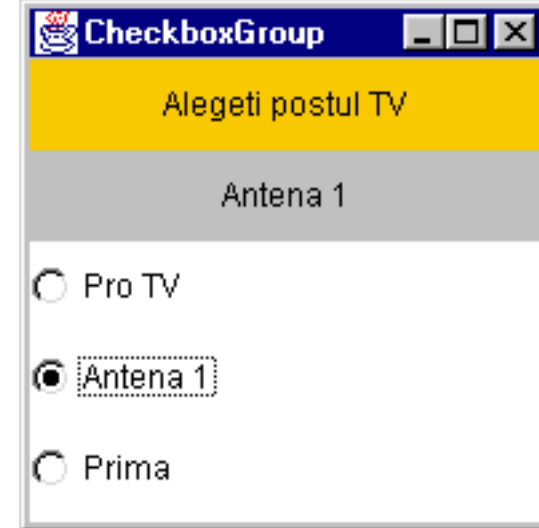 CheckboxGroup
Alegeti postul TV
Antena 1
Pro TV
Antena 1
Prima